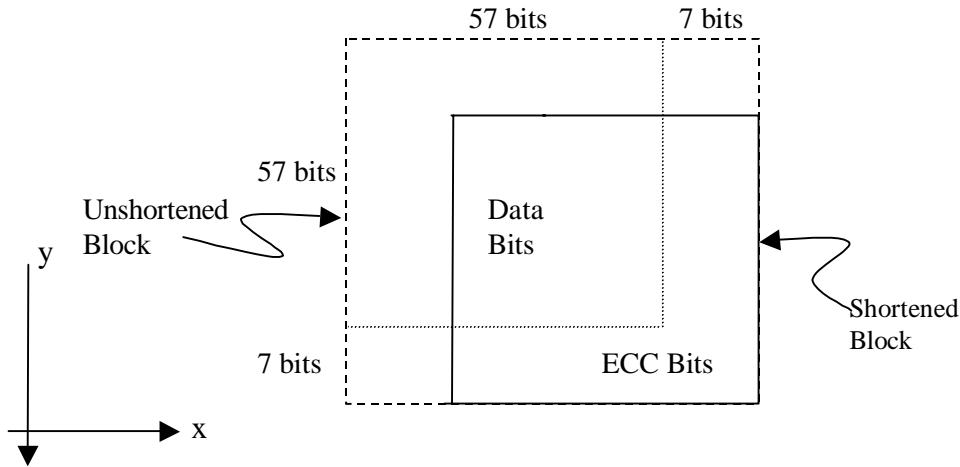 57 bits
7 bits
57 bits
Unshortened
Block
Data
Bits
y
Shortened
Block
7 bits
ECC Bits
x